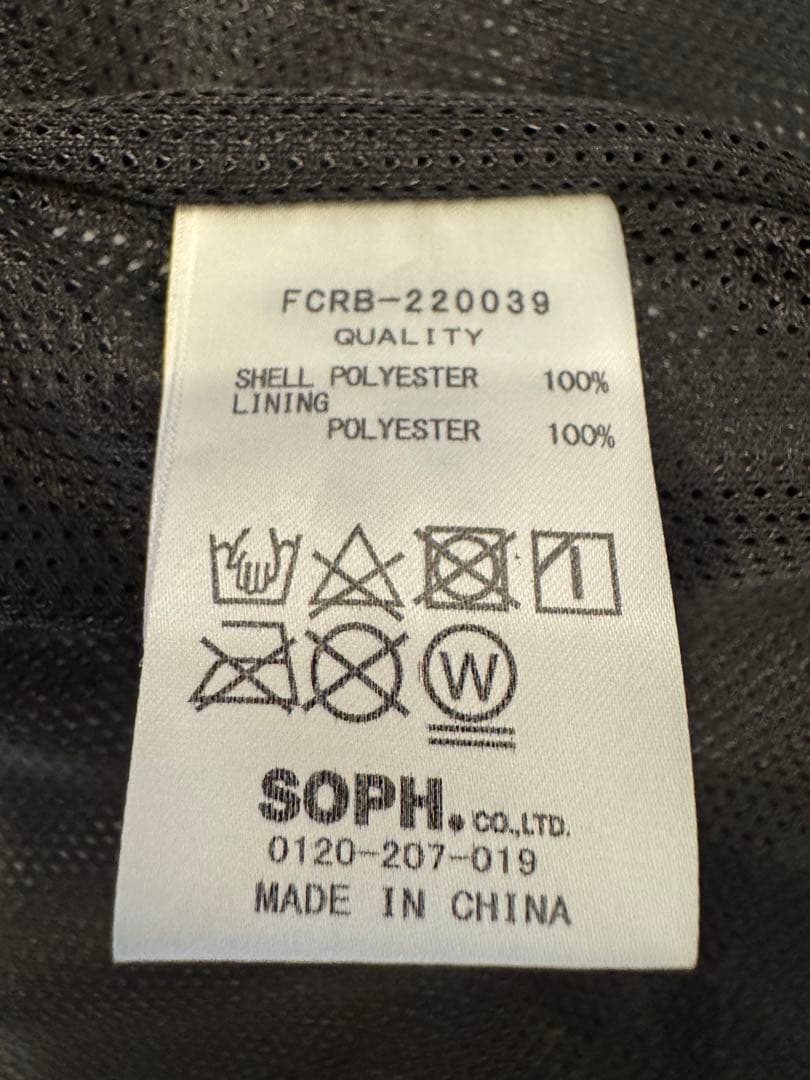 FCRB-220039
QUALITY
SHELL POLYESTER 100%
LINING
POLYESTER 100%
W
SOPH.CO.,LTD.
0120-207-019
MADE IN CHINA